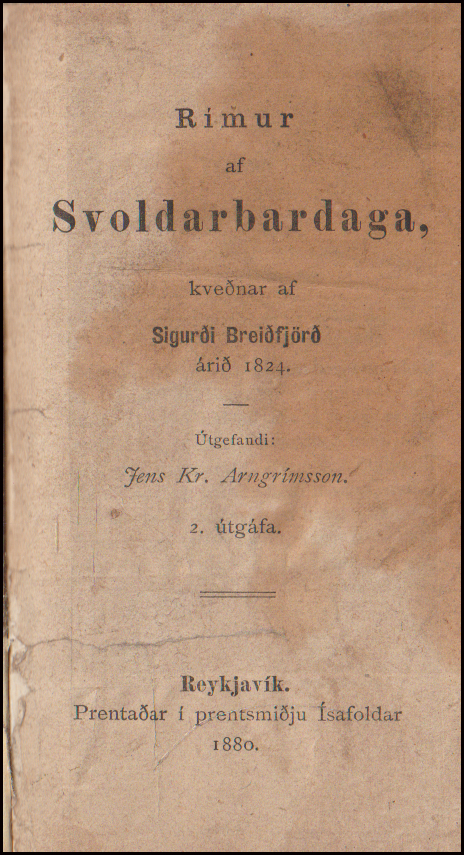 Rímur
af
Svoldarbardaga,
kveðnar af
Sigurði Breiðfjörð
árið 1824.
Útgefandi:
Jens Kr. Arngrímsson.
2. útgáfa.
Reykjavík.
Prentaðar í prentsmiðju Ísafoldar
1880.